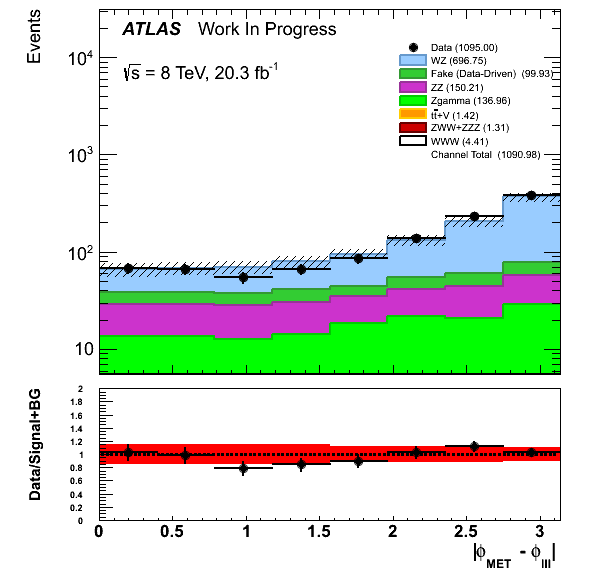 Events
ATLAS Work In Progress
√s = 8 TeV, 20.3 fb⁻¹
Data (1095.00)
WZ (696.75)
Fake (Data-Driven) (99.93)
ZZ (150.21)
Zgamma (136.96)
tt̄+V (1.42)
ZWW+ZZZ (1.31)
WWW (4.41)
Channel Total (1090.98)
10⁴
10³
10²
10
Data/Signal+BG
2
1.8
1.6
1.4
1.2
1
0.8
0.6
0.4
0.2
0
0 0.5 1 1.5 2 2.5 3
|ϕ_MET - ϕ_lll|